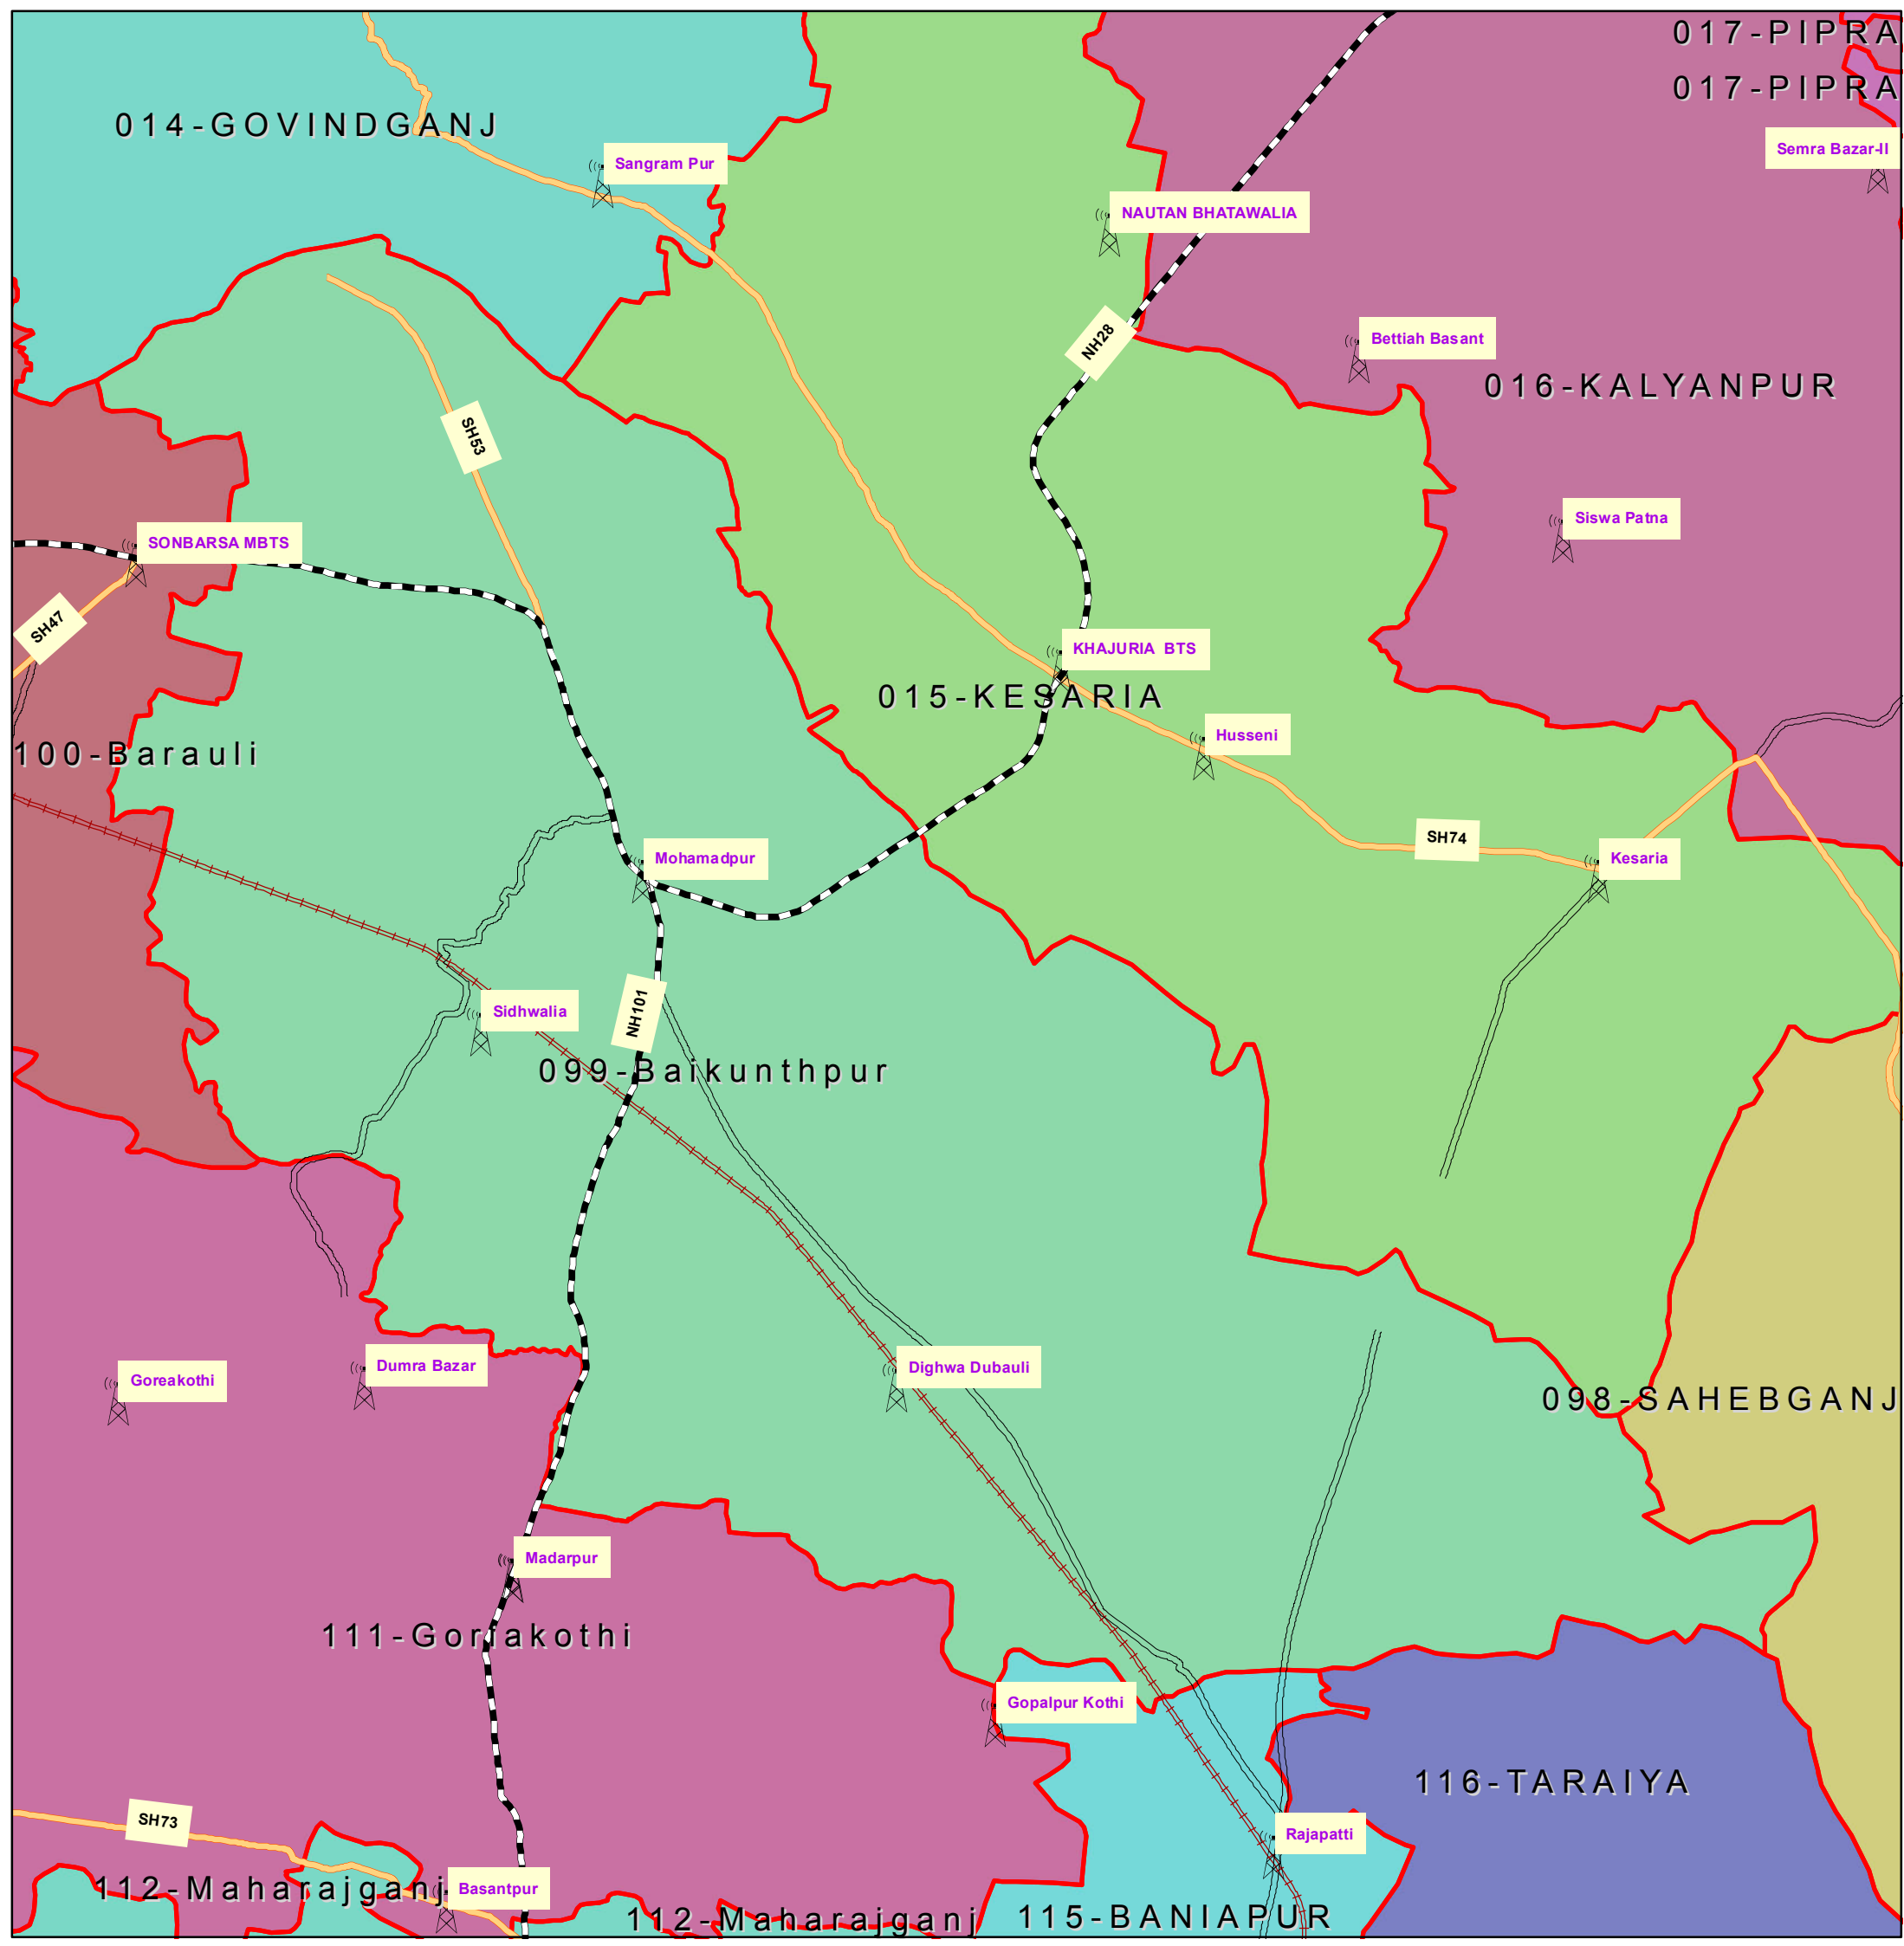 017-PIPRA
017-PIPRA
014-GOVINDGANJ
Semra Bazar-II
Sangram Pur
NAUTAN BHATAWALIA
NH28
Bettiah Basant
016-KALYANPUR
SH53
Siswa Patna
SONBARSA MBTS
SH47
KHAJURIA BTS
015-KESARIA
Husseni
100-Barauli
SH74
Kesaria
Mohamadpur
Sidhwalia
NH101
099-Baikunthpur
Dumra Bazar
Dighwa Dubauli
Goreakothi
098-SAHEBGANJ
Madarpur
111-Goriakothi
Gopalpur Kothi
116-TARAIYA
SH73
Rajapatti
112-Maharajganj
Basantpur
112-Maharajganj
115-BANIAPUR